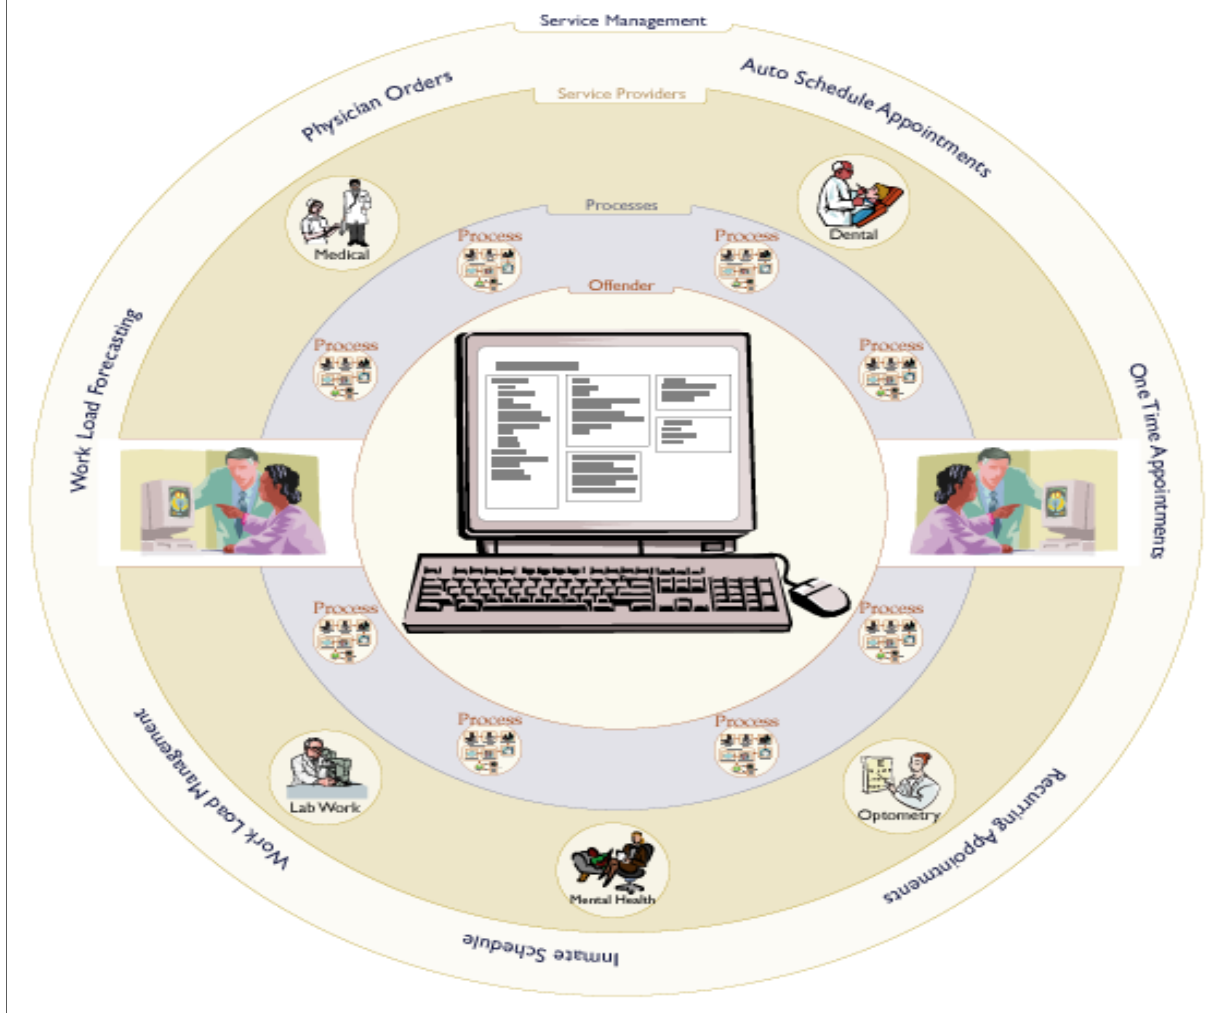 Service Management
Physician Orders
Auto Schedule Appointments
Service Providers
Medical
Dental
Processes
Process
Process
Offender
Process
Process
Work Load Forecasting
One Time Appointments
Process
Process
Process
Process
Work Load Management
Lab Work
Optometry
Recurring Appointments
Mental Health
Inmate Schedule